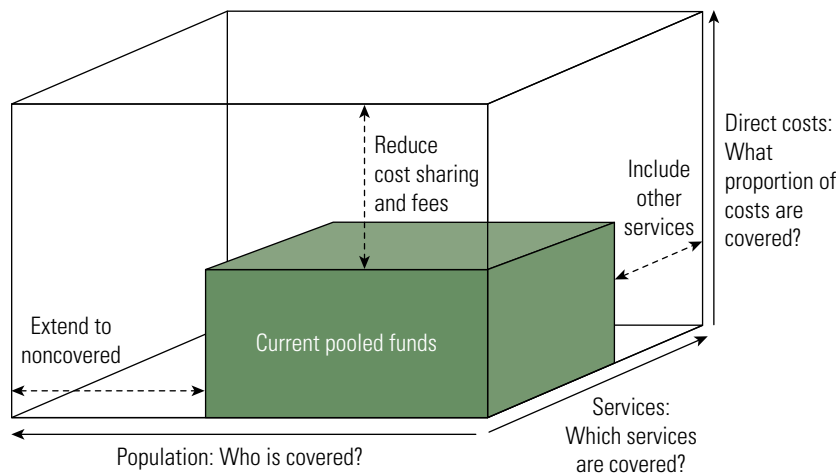 Reduce
cost sharing
and fees
Include
other
services
Direct costs:
What
proportion of
costs are
covered?
Extend to
noncovered
Current pooled funds
Services:
Which services
are covered?
Population: Who is covered?